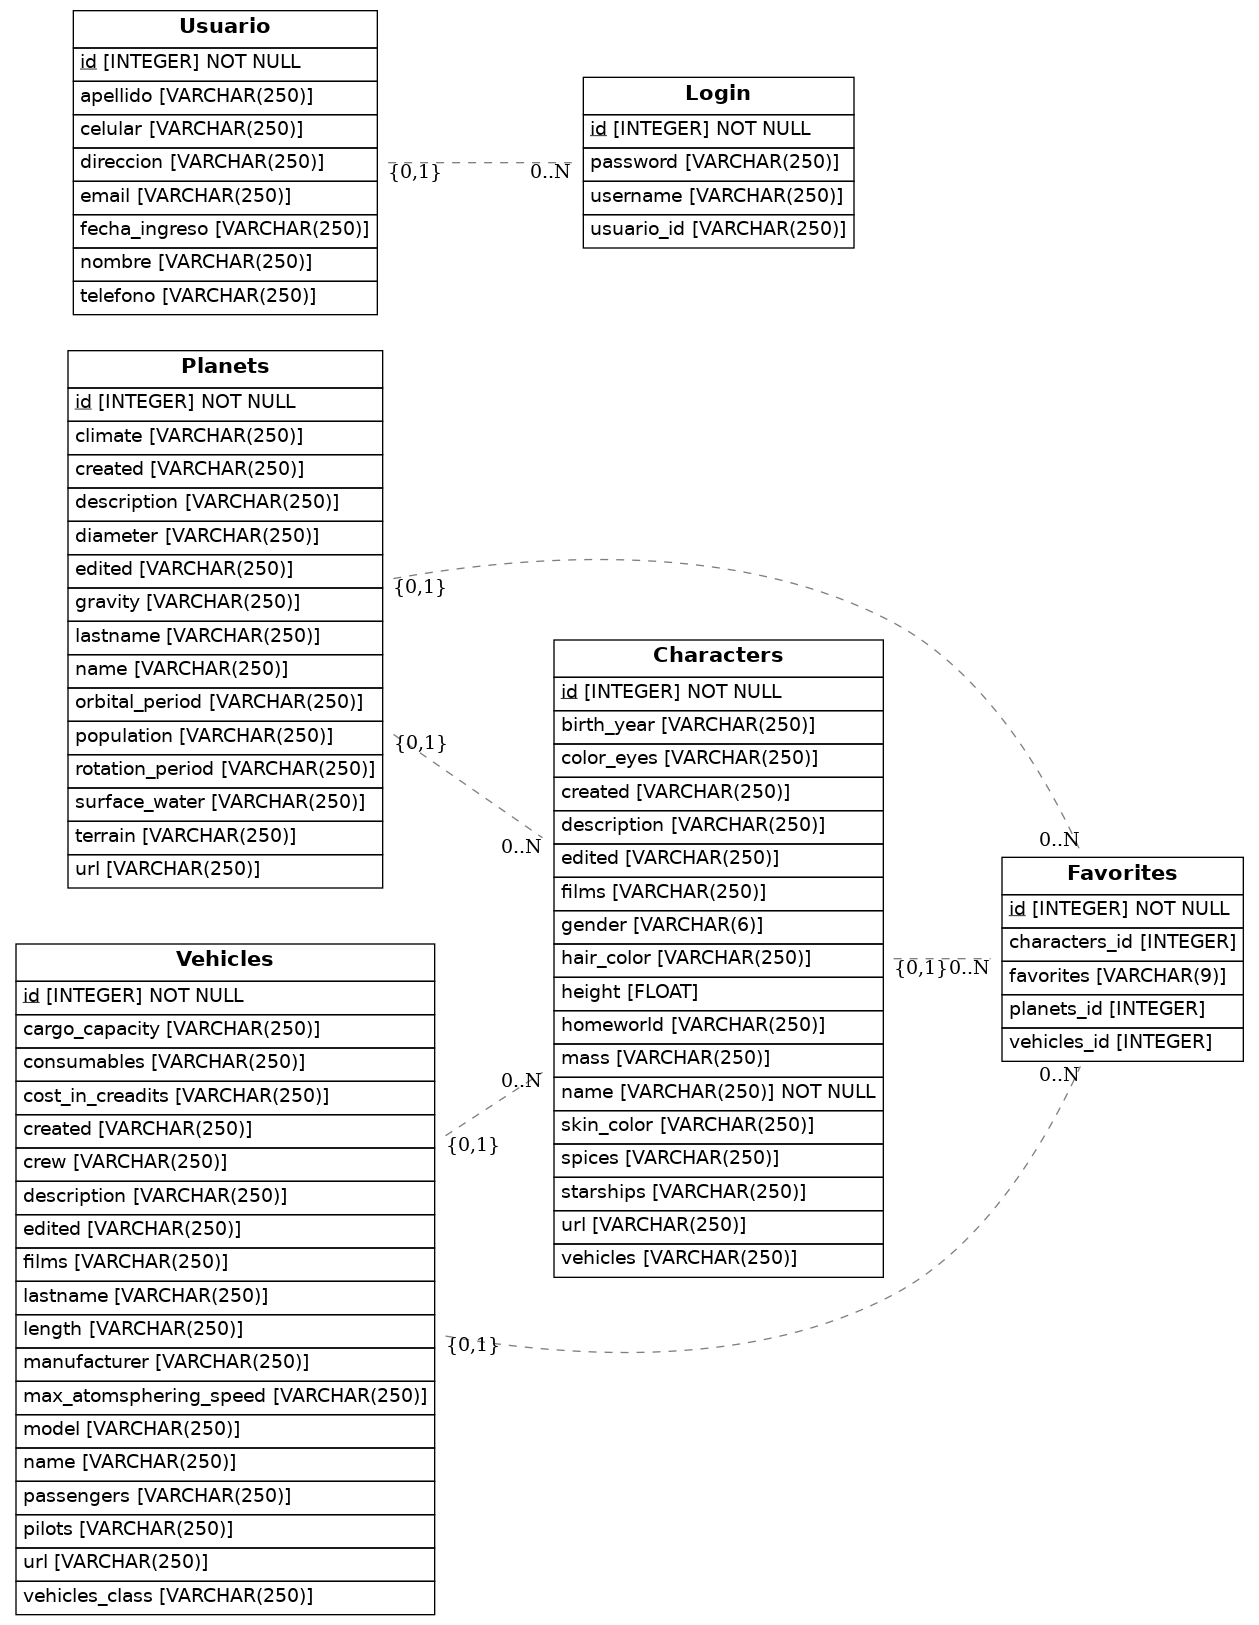 Usuario
id [INTEGER] NOT NULL
apellido [VARCHAR(250)]
celular [VARCHAR(250)]
direccion [VARCHAR(250)]
email [VARCHAR(250)]
fecha_ingreso [VARCHAR(250)]
nombre [VARCHAR(250)]
telefono [VARCHAR(250)]
{0,1}
0..N
Login
id [INTEGER] NOT NULL
password [VARCHAR(250)]
username [VARCHAR(250)]
usuario_id [VARCHAR(250)]
Planets
id [INTEGER] NOT NULL
climate [VARCHAR(250)]
created [VARCHAR(250)]
description [VARCHAR(250)]
diameter [VARCHAR(250)]
edited [VARCHAR(250)]
gravity [VARCHAR(250)]
lastname [VARCHAR(250)]
name [VARCHAR(250)]
orbital_period [VARCHAR(250)]
population [VARCHAR(250)]
rotation_period [VARCHAR(250)]
surface_water [VARCHAR(250)]
terrain [VARCHAR(250)]
url [VARCHAR(250)]
{0,1}
0..N
{0,1}
0..N
Characters
id [INTEGER] NOT NULL
birth_year [VARCHAR(250)]
color_eyes [VARCHAR(250)]
created [VARCHAR(250)]
description [VARCHAR(250)]
edited [VARCHAR(250)]
films [VARCHAR(250)]
gender [VARCHAR(6)]
hair_color [VARCHAR(250)]
height [FLOAT]
homeworld [VARCHAR(250)]
mass [VARCHAR(250)]
name [VARCHAR(250)] NOT NULL
skin_color [VARCHAR(250)]
spices [VARCHAR(250)]
starships [VARCHAR(250)]
url [VARCHAR(250)]
vehicles [VARCHAR(250)]
{0,1}
0..N
Favorites
id [INTEGER] NOT NULL
characters_id [INTEGER]
favorites [VARCHAR(9)]
planets_id [INTEGER]
vehicles_id [INTEGER]
Vehicles
id [INTEGER] NOT NULL
cargo_capacity [VARCHAR(250)]
consumables [VARCHAR(250)]
cost_in_creadits [VARCHAR(250)]
created [VARCHAR(250)]
crew [VARCHAR(250)]
description [VARCHAR(250)]
edited [VARCHAR(250)]
films [VARCHAR(250)]
lastname [VARCHAR(250)]
length [VARCHAR(250)]
manufacturer [VARCHAR(250)]
max_atomsphering_speed [VARCHAR(250)]
model [VARCHAR(250)]
name [VARCHAR(250)]
passengers [VARCHAR(250)]
pilots [VARCHAR(250)]
url [VARCHAR(250)]
vehicles_class [VARCHAR(250)]
0..N
{0,1}
0..N
{0,1}